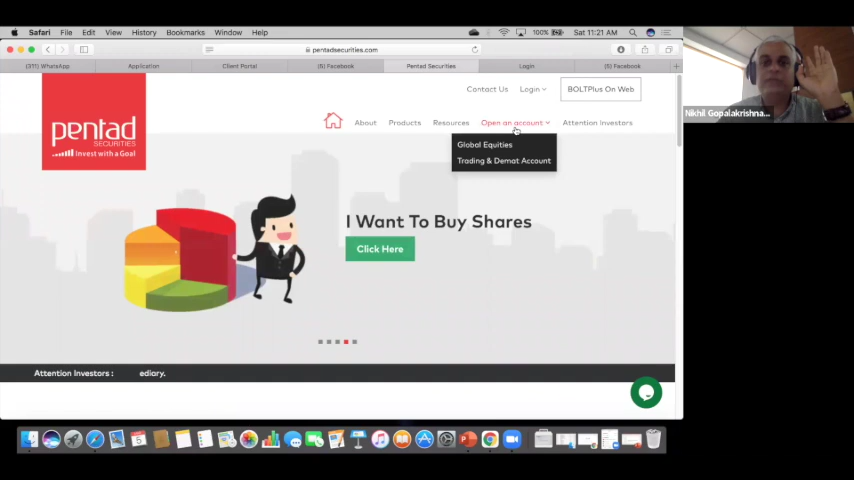 Safari File Edit View History Bookmarks Window Help 100% Sat 11:21 AM
pentadsecurities.com
(311) WhatsApp Application Client Portal (6) Facebook Pentad Securities Login (5) Facebook
Contact Us Login BOLTPlus On Web
pentad
SECURITIES
Invest with a Goal
About Products Resources Open an account Attention Investors
Global Equities
Trading & Demat Account
I Want To Buy Shares
Click Here
Attention Investors : ediary.
Nikhil Gopalakrishna...